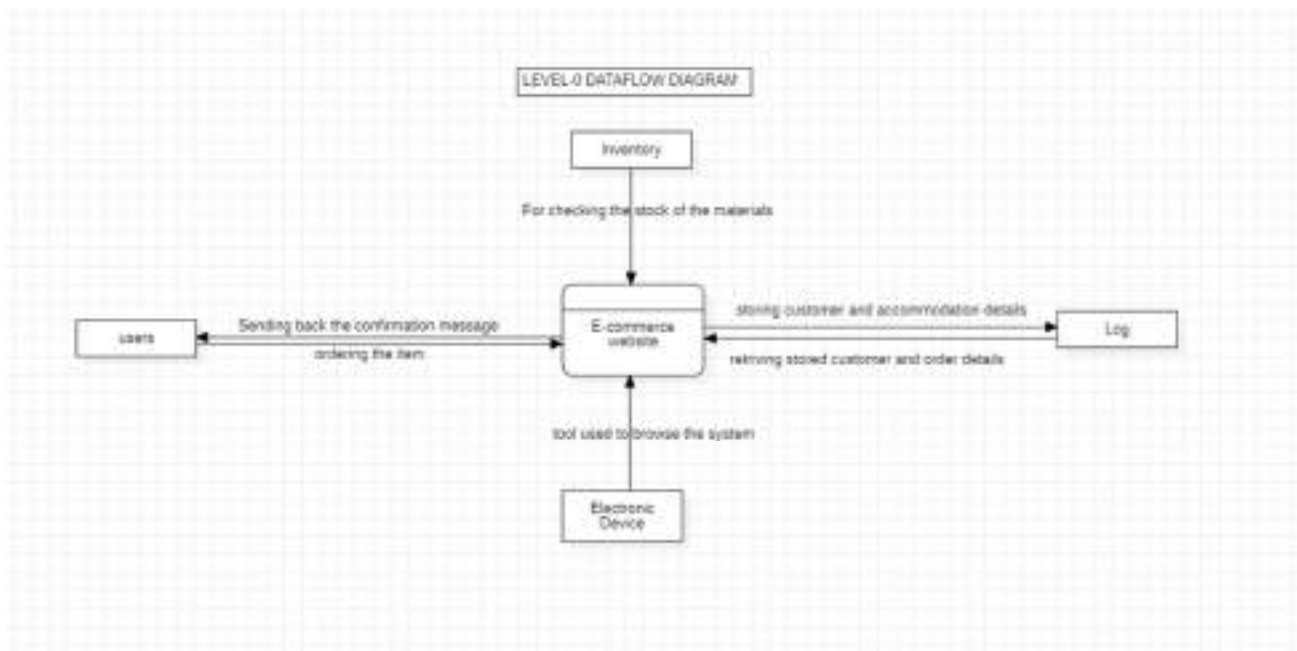 LEVEL-0 DATAFLOW DIAGRAM
Inventory
For checking the stock of the materials
storing customer and accommodation details
users
Sending back the confirmation message
E-commerce
website
Log
ordering the item
retriving stored customer and order details
tool used to browse the system
Electronic
Device